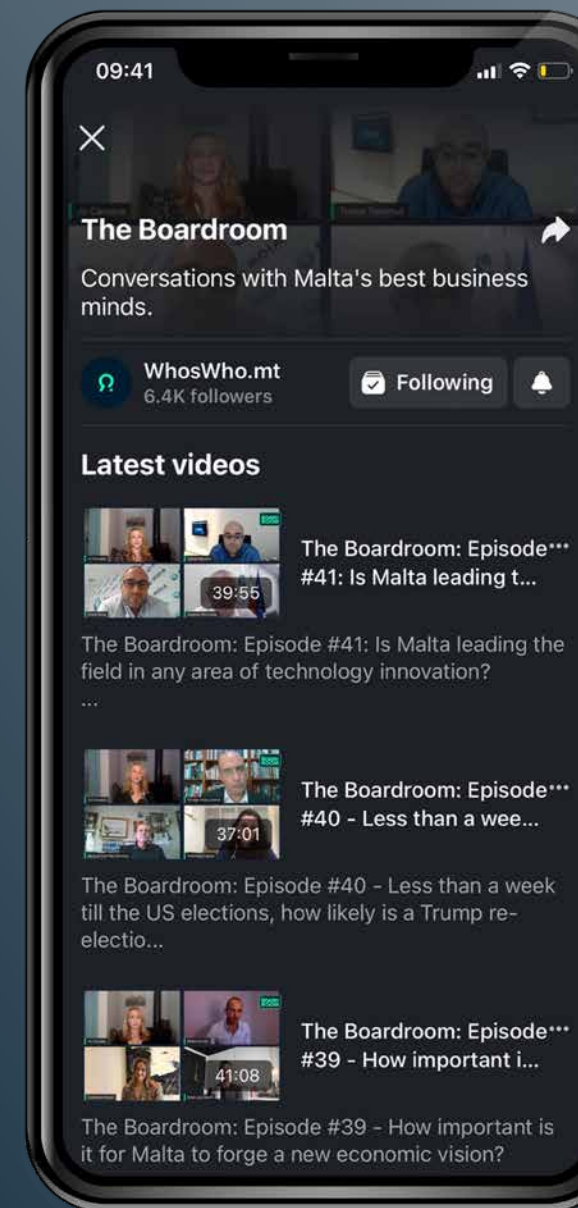 09:41
The Boardroom
Conversations with Malta's best business
minds.
WhosWho.mt
6.4K followers
Following
Latest videos
The Boardroom: Episode
#41: Is Malta leading t...
39:55
The Boardroom: Episode #41: Is Malta leading the
field in any area of technology innovation?
...
The Boardroom: Episode
#40 - Less than a wee...
37:01
The Boardroom: Episode #40 - Less than a week
till the US elections, how likely is a Trump re-
electio...
The Boardroom: Episode
#39 - How important i...
41:08
The Boardroom: Episode #39 - How important is
it for Malta to forge a new economic vision?